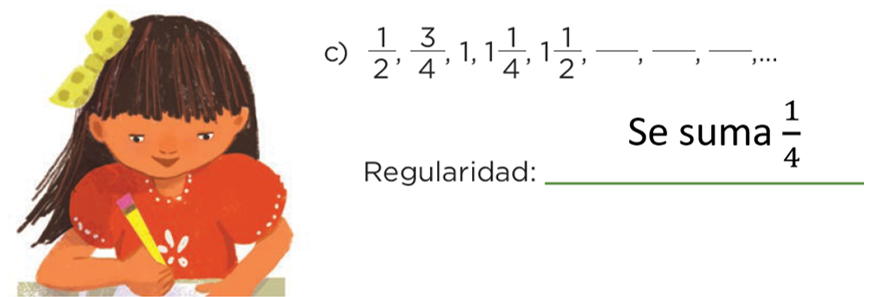 c) 1/2, 3/4, 1, 1 1/4, 1 1/2, ___, ___, ___,...
Se suma 1/4
Regularidad: ___